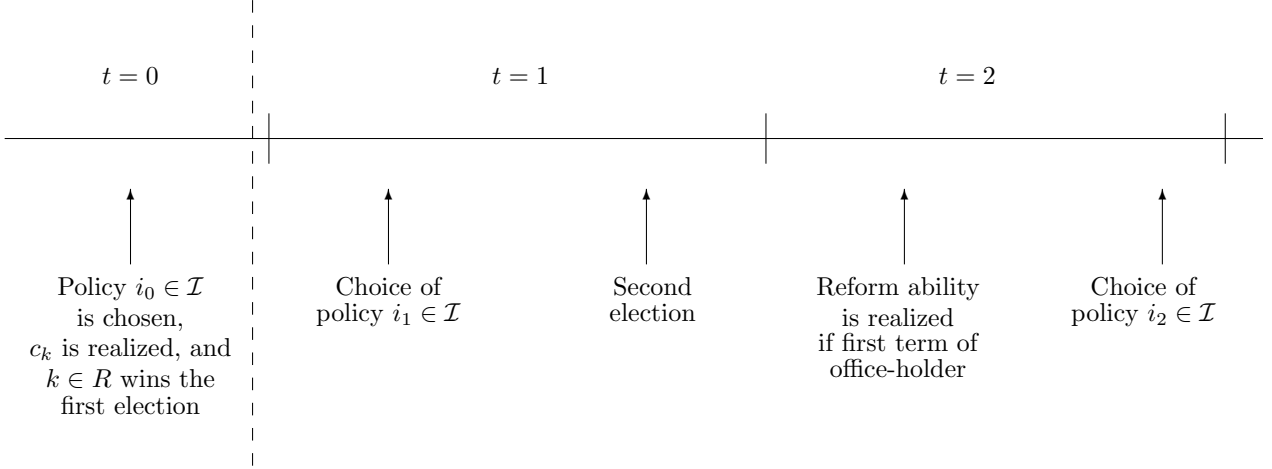 t = 0
t = 1
t = 2
Policy i₀ ∈ ℐ
is chosen,
cₖ is realized, and
k ∈ R wins the
first election
Choice of
policy i₁ ∈ ℐ
Second
election
Reform ability
is realized
if first term of
office-holder
Choice of
policy i₂ ∈ ℐ